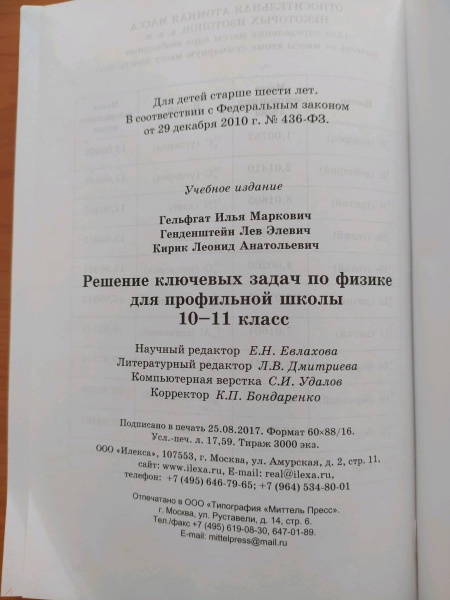 Для детей старше шести лет.
В соответствии с Федеральным законом
от 29 декабря 2010 г. № 436-ФЗ.
Учебное издание
Гельфгат Илья Маркович
Генденштейн Лев Элевич
Кирик Леонид Анатольевич
Решение ключевых задач по физике
для профильной школы
10–11 класс
Научный редактор Е.Н. Евлахова
Литературный редактор Л.В. Дмитриева
Компьютерная верстка С.И. Удалов
Корректор К.П. Бондаренко
Подписано в печать 25.08.2017. Формат 60×88/16.
Усл.-печ. л. 17,59. Тираж 3000 экз.
ООО «Илекса», 107553, г. Москва, ул. Амурская, д. 2, стр. 11.
сайт: www.ilexa.ru, E-mail: real@ilexa.ru,
телефон: +7 (495) 646-79-65; +7 (964) 534-80-01
Отпечатано в ООО «Типография «Миттель Пресс».
г. Москва, ул. Руставели, д. 14, стр. 6.
Тел./факс +7 (495) 619-08-30, 647-01-89.
E-mail: mittelpress@mail.ru